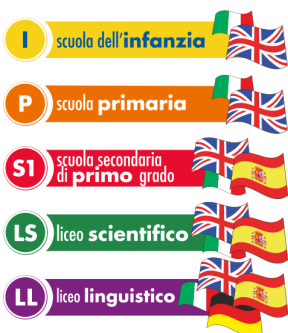 I scuola dell'infanzia
P scuola primaria
S1 scuola secondaria
di primo grado
LS liceo scientifico
LL liceo linguistico